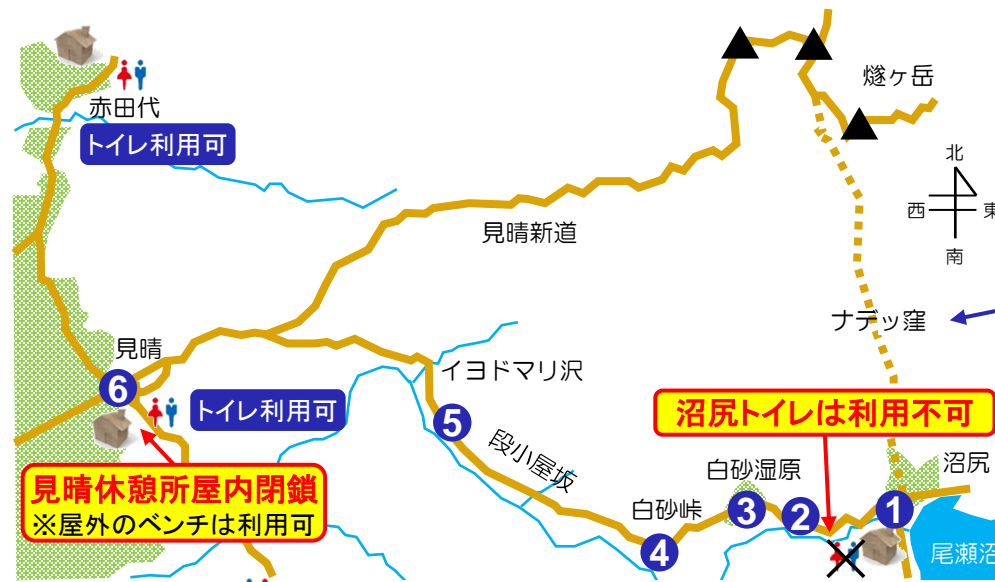 燧ヶ岳
赤田代
トイレ利用可
北
西
東
南
見晴新道
ナデッ窪
見晴
イヨドマリ沢
6
トイレ利用可
5
沼尻トイレは利用不可
段小屋坂
白砂湿原
沼尻
見晴休憩所屋内閉鎖
※屋外のベンチは利用可
白砂峠
3
2
1
4
尾瀬沼